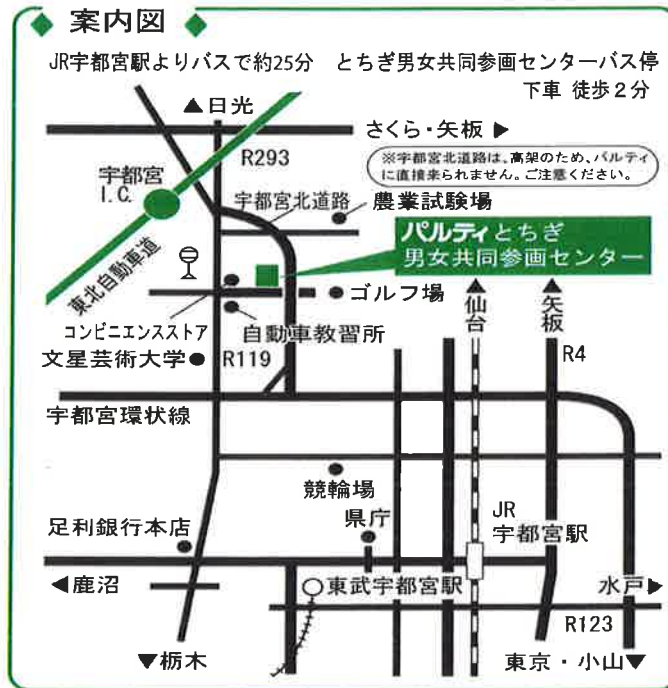 案内図
JR宇都宮駅よりバスで約25分　とちぎ男女共同参画センターバス停
下車 徒歩2分
▲日光
さくら・矢板▶
R293
※宇都宮北道路は、高架のため、パルティ
に直接来られません。ご注意ください。
宇都宮
I.C.
宇都宮北道路
農業試験場
東北自動車道
パルティとちぎ
男女共同参画センター
ゴルフ場
▲仙台
▲矢板
コンビニエンスストア
自動車教習所
文星芸術大学
R119
R4
宇都宮環状線
競輪場
足利銀行本店
県庁
JR
宇都宮駅
◀鹿沼
東武宇都宮駅
水戸▶
R123
▼栃木
東京・小山▼